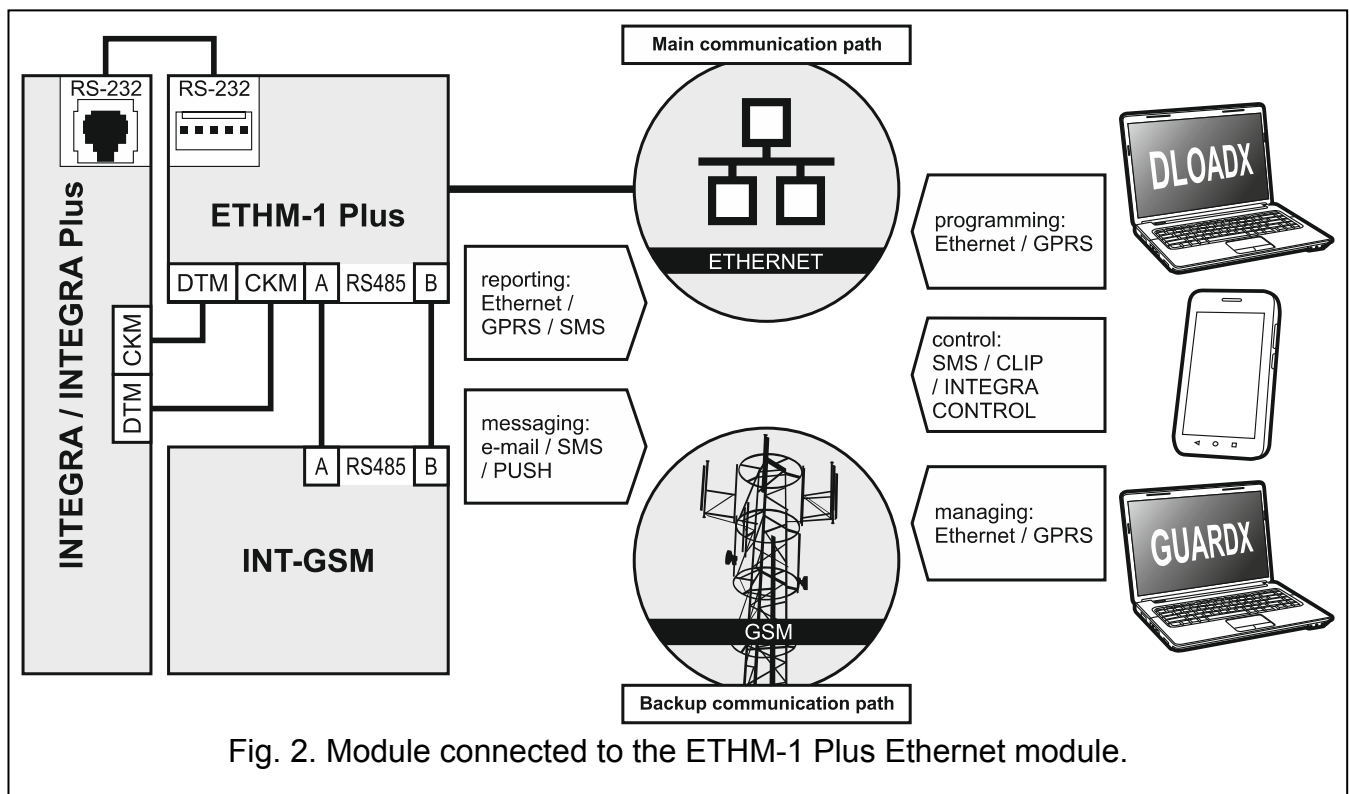 Main communication path
RS-232
RS-232
DLOADX
INTEGRA / INTEGRA Plus
ETHM-1 Plus
programming:
Ethernet / GPRS
ETHERNET
DTM
CKM
A
RS485
B
reporting:
Ethernet /
GPRS / SMS
CKM
DTM
control:
SMS / CLIP
/ INTEGRA
CONTROL
messaging:
e-mail / SMS
/ PUSH
A
RS485
B
INT-GSM
managing:
Ethernet / GPRS
GUARDX
GSM
Backup communication path
Fig. 2. Module connected to the ETHM-1 Plus Ethernet module.